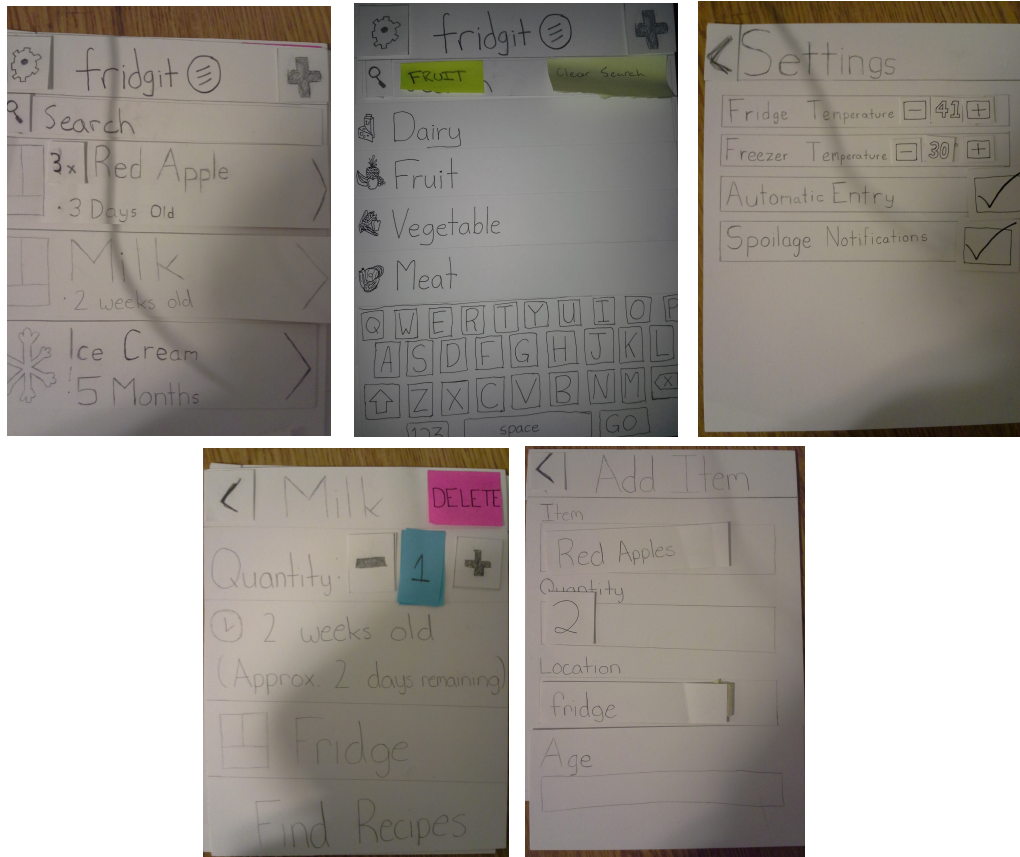 fridgit
Search
3x Red Apple
· 3 Days Old
Milk
· 2 weeks old
Ice Cream
5 Months
fridgit
FRUIT
Clear Search
Dairy
Fruit
Vegetable
Meat
Q W E R T Y U I O P
A S D F G H J K L
Z X C V B N M
123 space GO
< Settings
Fridge Temperature - 41 +
Freezer Temperature - 30 +
Automatic Entry
Spoilage Notifications
< Milk DELETE
Quantity: - 1 +
2 weeks old
(Approx. 2 days remaining)
Fridge
Find Recipes
< Add Item
Item
Red Apples
Quantity
2
Location
fridge
Age